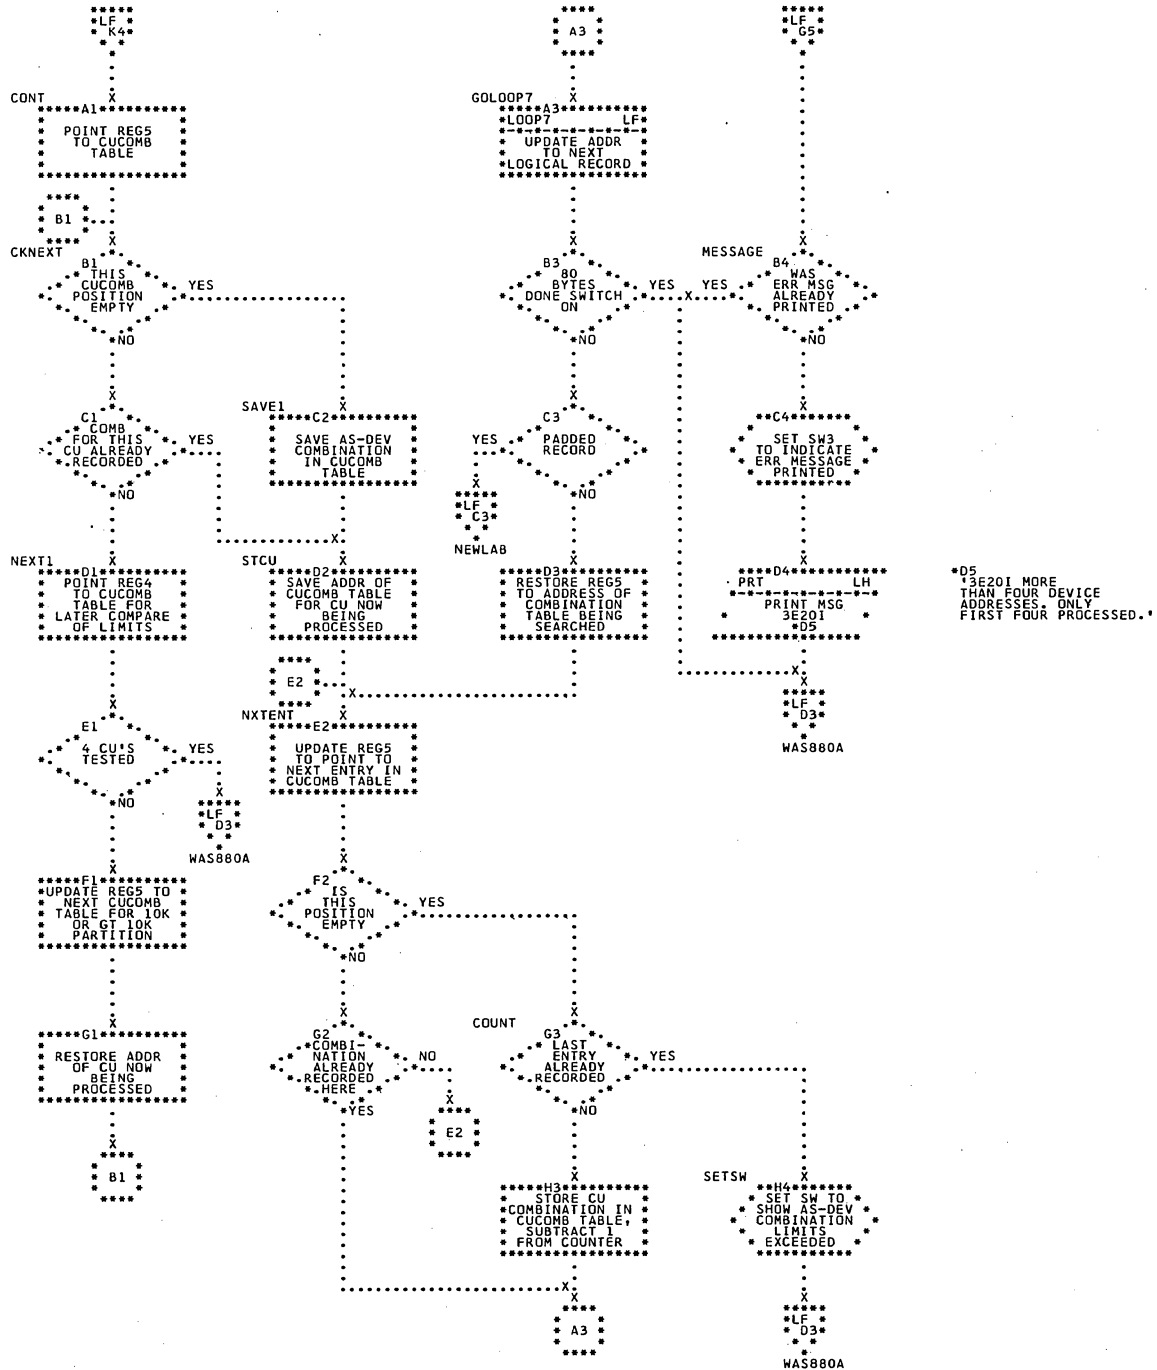 LF
K4
CONT
A1
POINT REG5
TO CUCOMB
TABLE
B1
CKNEXT
B1
THIS
CUCOMB
POSITION
EMPTY
YES
NO
C1
COMB
FOR THIS
CU ALREADY
RECORDED
YES
NO
NEXT1
D1
POINT REG4
TO CUCOMB
TABLE FOR
LATER COMPARE
OF LIMITS
E1
4 CU'S
TESTED
YES
NO
LF
D3
WAS880A
F1
UPDATE REG5 TO
NEXT CUCOMB
TABLE FOR 10K
OR GT 10K
PARTITION
G1
RESTORE ADDR
OF CU NOW
BEING
PROCESSED
B1
SAVE1
C2
SAVE AS-DEV
COMBINATION
IN CUCOMB
TABLE
STCU
D2
SAVE ADDR OF
CUCOMB TABLE
FOR CU NOW
BEING
PROCESSED
E2
NXTENT
E2
UPDATE REG5
TO POINT TO
NEXT ENTRY IN
CUCOMB TABLE
F2
IS
THIS
POSITION
EMPTY
YES
NO
G2
COMBI-
NATION
ALREADY
RECORDED
HERE
NO
YES
E2
A3
GOLOOP7
A3
LOOP7 LF
UPDATE ADDR
TO NEXT
LOGICAL RECORD
B3
80
BYTES
DONE SWITCH
ON
YES
NO
C3
PADDED
RECORD
YES
NO
LF
C3
NEWLAB
D3
RESTORE REG5
TO ADDRESS OF
COMBINATION
TABLE BEING
SEARCHED
COUNT
G3
LAST
ENTRY
ALREADY
RECORDED
YES
NO
H3
STORE CU
COMBINATION IN
CUCOMB TABLE,
SUBTRACT 1
FROM COUNTER
A3
LF
G5
MESSAGE
B4
WAS
ERR MSG
ALREADY
PRINTED
YES
NO
C4
SET SW3
TO INDICATE
ERR MESSAGE
PRINTED
D4
PRT LH
PRINT MSG
3E20I
*D5
LF
D3
WAS880A
SETSW
H4
SET SW TO
SHOW AS-DEV
COMBINATION
LIMITS
EXCEEDED
LF
D3
WAS880A
*D5
'3E20I MORE
THAN FOUR DEVICE
ADDRESSES. ONLY
FIRST FOUR PROCESSED.'